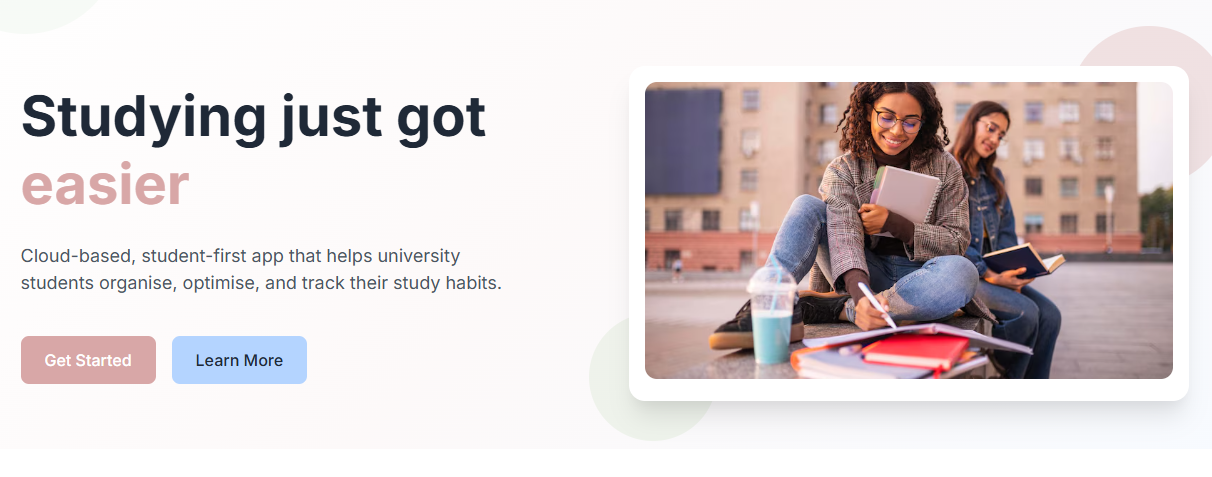 Studying just got
easier
Cloud-based, student-first app that helps university
students organise, optimise, and track their study habits.
Get Started
Learn More